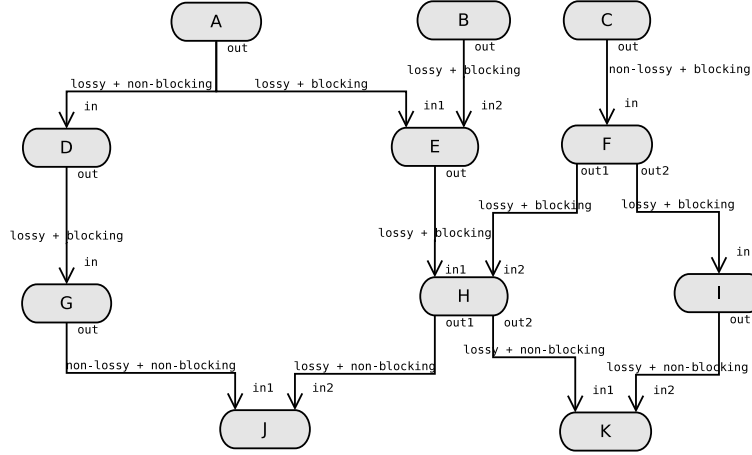 A
B
C
out
out
out
lossy + non-blocking
lossy + blocking
lossy + blocking
non-lossy + blocking
in
in1
in2
in
D
E
F
out
out
out1
out2
lossy + blocking
lossy + blocking
lossy + blocking
lossy + blocking
in
in1
in2
in
G
H
I
out
out1
out2
out
non-lossy + non-blocking
lossy + non-blocking
lossy + non-blocking
lossy + non-blocking
in1
in2
in1
in2
J
K